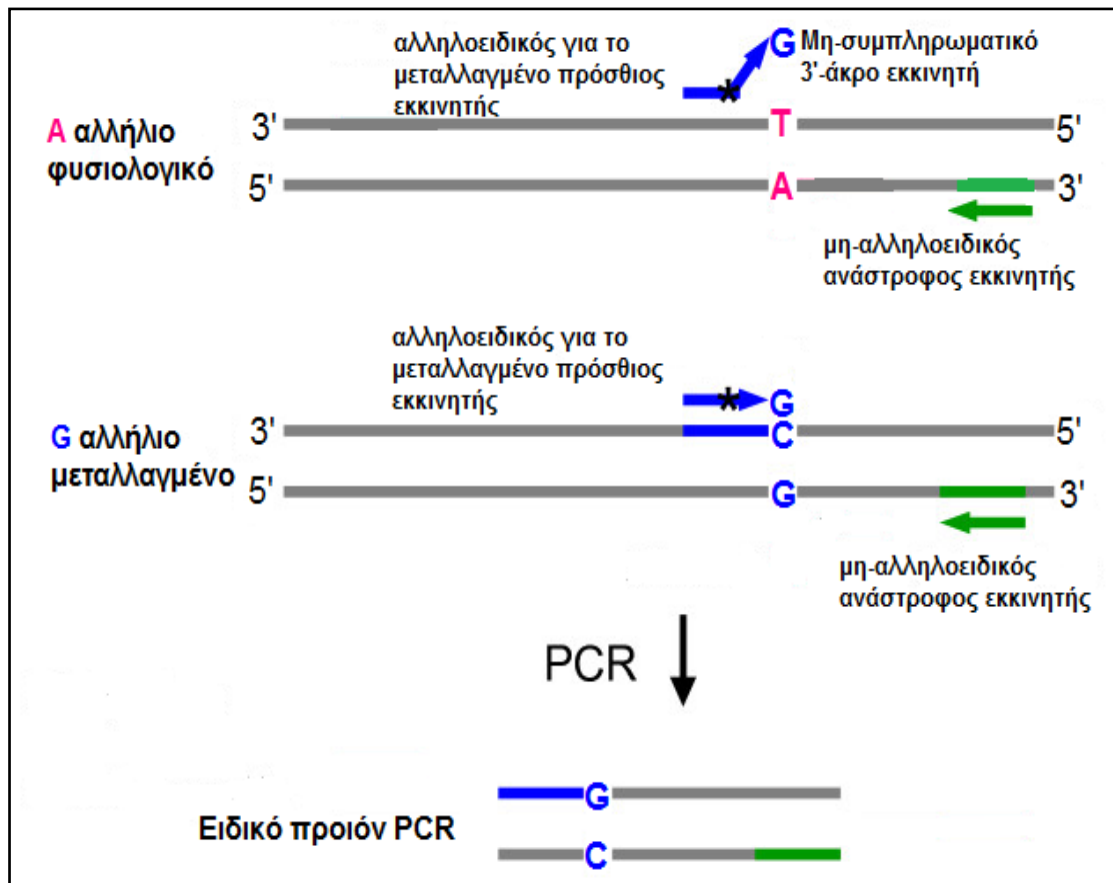 αλληλοειδικός για το
μεταλλαγμένο πρόσθιος
εκκινητής
* G Μη-συμπληρωματικό
3'-άκρο εκκινητή
Α αλλήλιο
φυσιολογικό
3' T 5'
5' A 3'
μη-αλληλοειδικός
ανάστροφος εκκινητής
αλληλοειδικός για το
μεταλλαγμένο πρόσθιος
εκκινητής
* G
G αλλήλιο
μεταλλαγμένο
3' C 5'
5' G 3'
μη-αλληλοειδικός
ανάστροφος εκκινητής
PCR
Ειδικό προιόν PCR
G
C